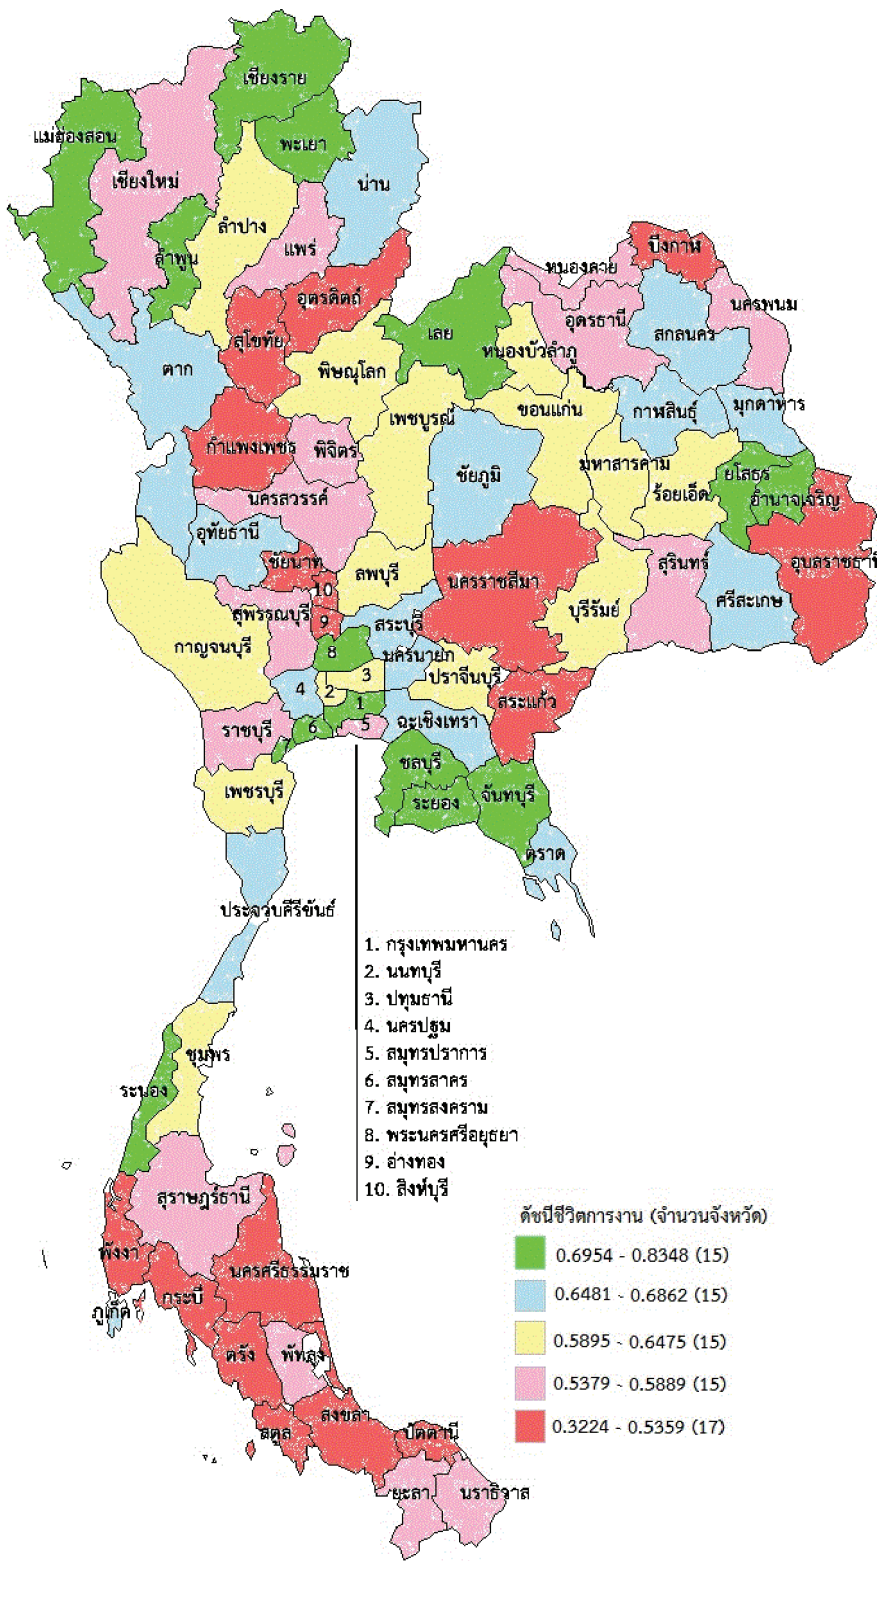 เชียงราย
แม่ฮ่องสอน
พะเยา
เชียงใหม่
น่าน
ลำปาง
แพร่
ลำพูน
บึงกาฬ
หนองคาย
อุตรดิตถ์
นครพนม
อุดรธานี
เลย
สกลนคร
สุโขทัย
หนองบัวลำภู
ตาก
พิษณุโลก
เพชรบูรณ์
ขอนแก่น
กาฬสินธุ์
มุกดาหาร
กำแพงเพชร
พิจิตร
ชัยภูมิ
มหาสารคาม
ยโสธร
ร้อยเอ็ด
อำนาจเจริญ
นครสวรรค์
อุทัยธานี
ชัยนาท
ลพบุรี
นครราชสีมา
สุรินทร์
อุบลราชธานี
10
สุพรรณบุรี
9
สระบุรี
บุรีรัมย์
ศรีสะเกษ
กาญจนบุรี
8
นครนายก
3
ปราจีนบุรี
4
2
1
สระแก้ว
ราชบุรี
6
5
ฉะเชิงเทรา
7
ชลบุรี
เพชรบุรี
ระยอง
จันทบุรี
ตราด
ประจวบคีรีขันธ์
1. กรุงเทพมหานคร
2. นนทบุรี
3. ปทุมธานี
4. นครปฐม
5. สมุทรปราการ
6. สมุทรสาคร
7. สมุทรสงคราม
8. พระนครศรีอยุธยา
9. อ่างทอง
10. สิงห์บุรี
ชุมพร
ระนอง
สุราษฎร์ธานี
พังงา
นครศรีธรรมราช
กระบี่
ภูเก็ต
ตรัง
พัทลุง
สงขลา
สตูล
ปัตตานี
ยะลา
นราธิวาส
ดัชนีชีวิตการงาน (จำนวนจังหวัด)
0.6954 - 0.8348 (15)
0.6481 - 0.6862 (15)
0.5895 - 0.6475 (15)
0.5379 - 0.5889 (15)
0.3224 - 0.5359 (17)